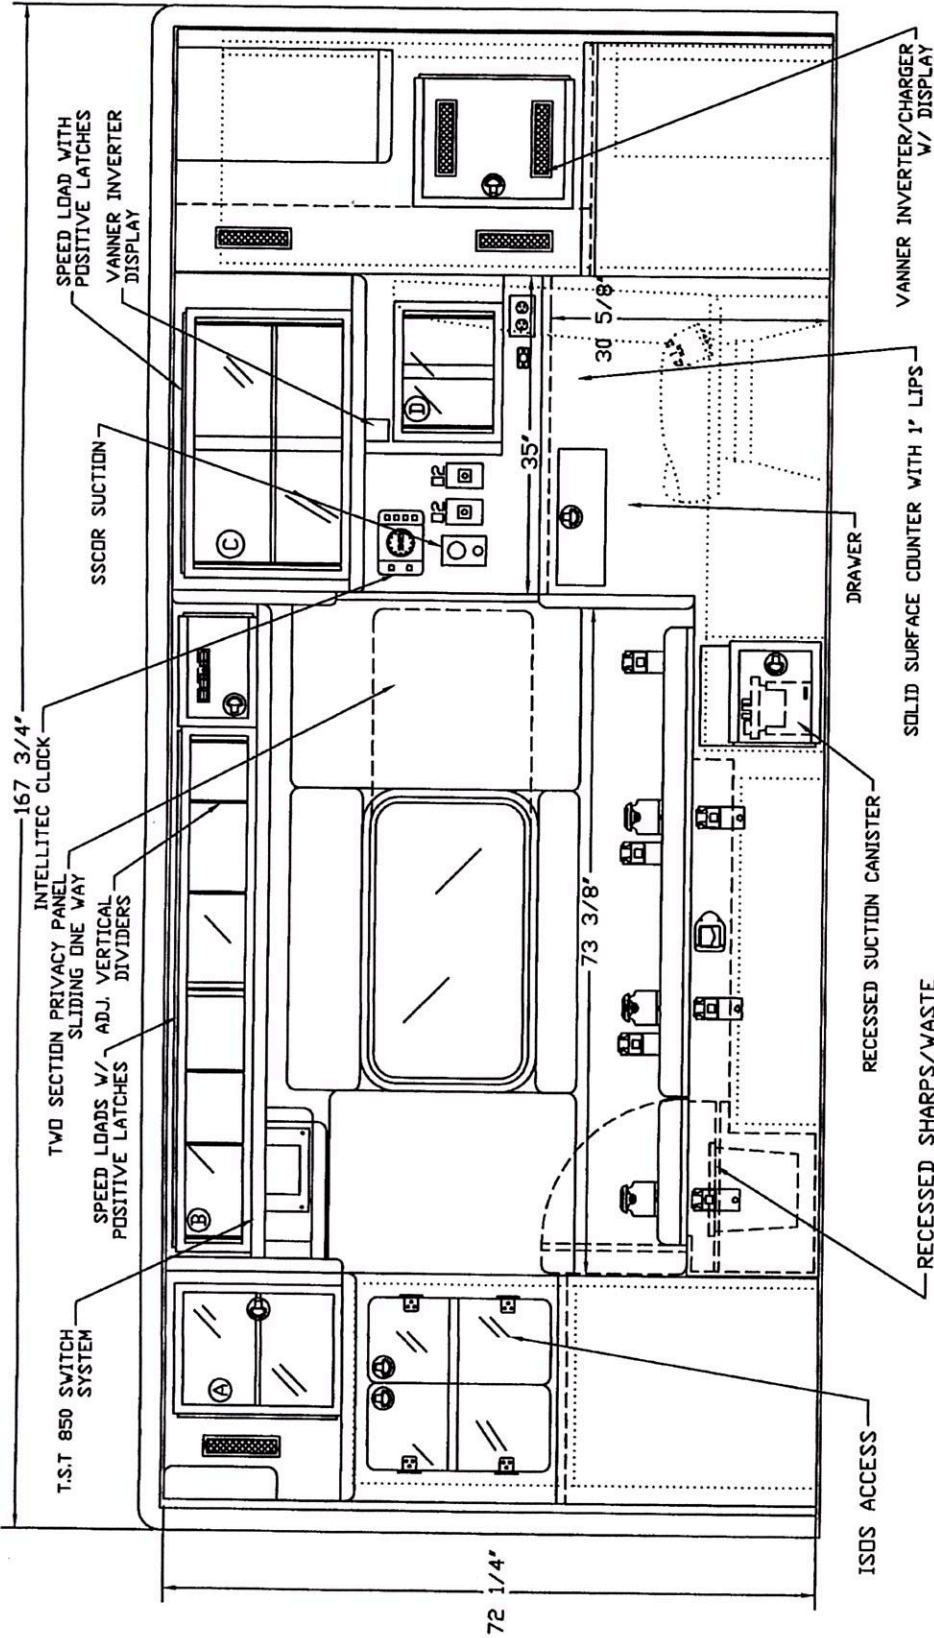 167 3/4"
T.S.T 850 SWITCH
SYSTEM
SPEED LOADS W/
POSITIVE LATCHES
ADJ. VERTICAL
DIVIDERS
TWO SECTION PRIVACY PANEL
SLIDING ONE WAY
INTELLITEC CLOCK
SSCOR SUCTION
SPEED LOAD WITH
POSITIVE LATCHES
VANNER INVERTER
DISPLAY
A
B
C
D
35"
30 5/8"
73 3/8"
72 1/4"
ISOS ACCESS
RECESSED SHARPS/WASTE
RECESSED SUCTION CANISTER
DRAWER
SOLID SURFACE COUNTER WITH 1" LIPS
VANNER INVERTER/CHARGER
W/ DISPLAY